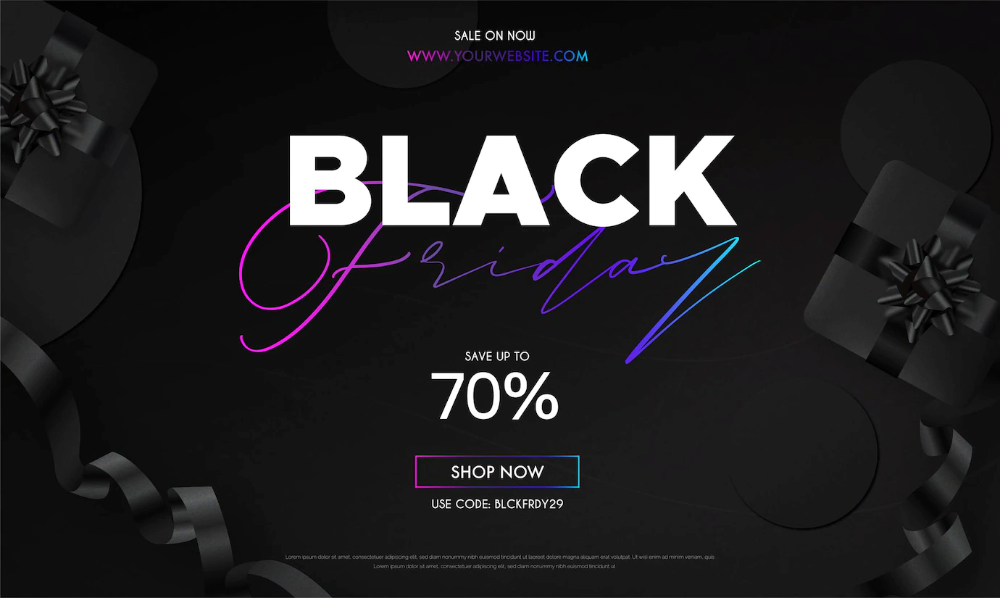 SALE ON NOW
WWW.YOURWEBSITE.COM
BLACK
Friday
SAVE UP TO
70%
SHOP NOW
USE CODE: BLCKFRDY29
Lorem ipsum dolor sit amet, consectetuer adipiscing elit, sed diam nonummy nibh euismod tincidunt ut laoreet dolore magna aliquam erat volutpat. Ut wisi enim ad minim veniam, quis
Lorem ipsum dolor sit amet, consectetuer adipiscing elit, sed diam nonummy nibh euismod tincidunt ut